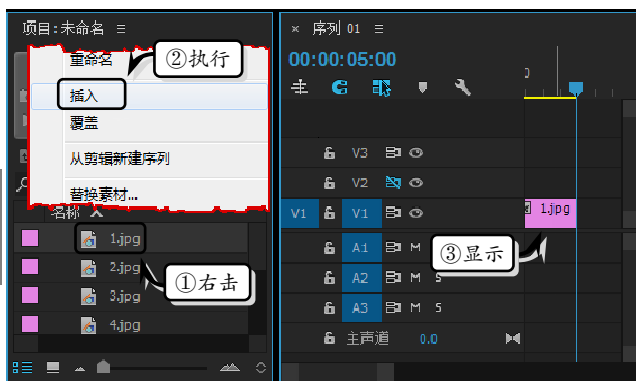 项目:未命名
重命名
②执行
插入
覆盖
从剪辑新建序列
替换素材...
名称
1.jpg
2.jpg
①右击
3.jpg
4.jpg
× 序列 01
00:00:05:00
V3
V2
V1 V1
1.jpg
A1 M
③显示
A2 M S
A3 M S
主声道 0.0